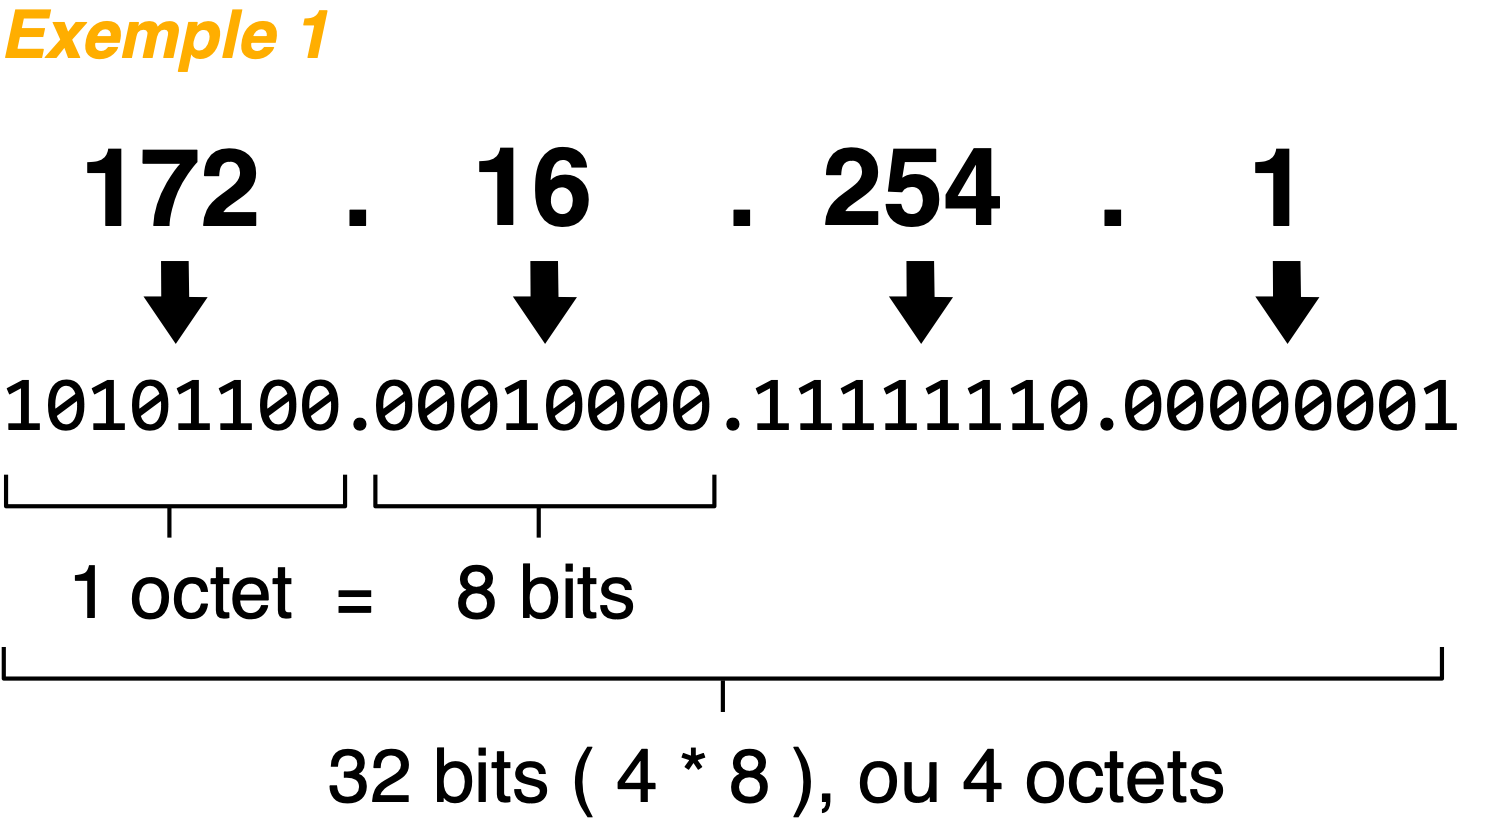 Exemple 1
172 . 16 . 254 . 1
10101100.00010000.11111110.00000001
1 octet = 8 bits
32 bits ( 4 * 8 ), ou 4 octets